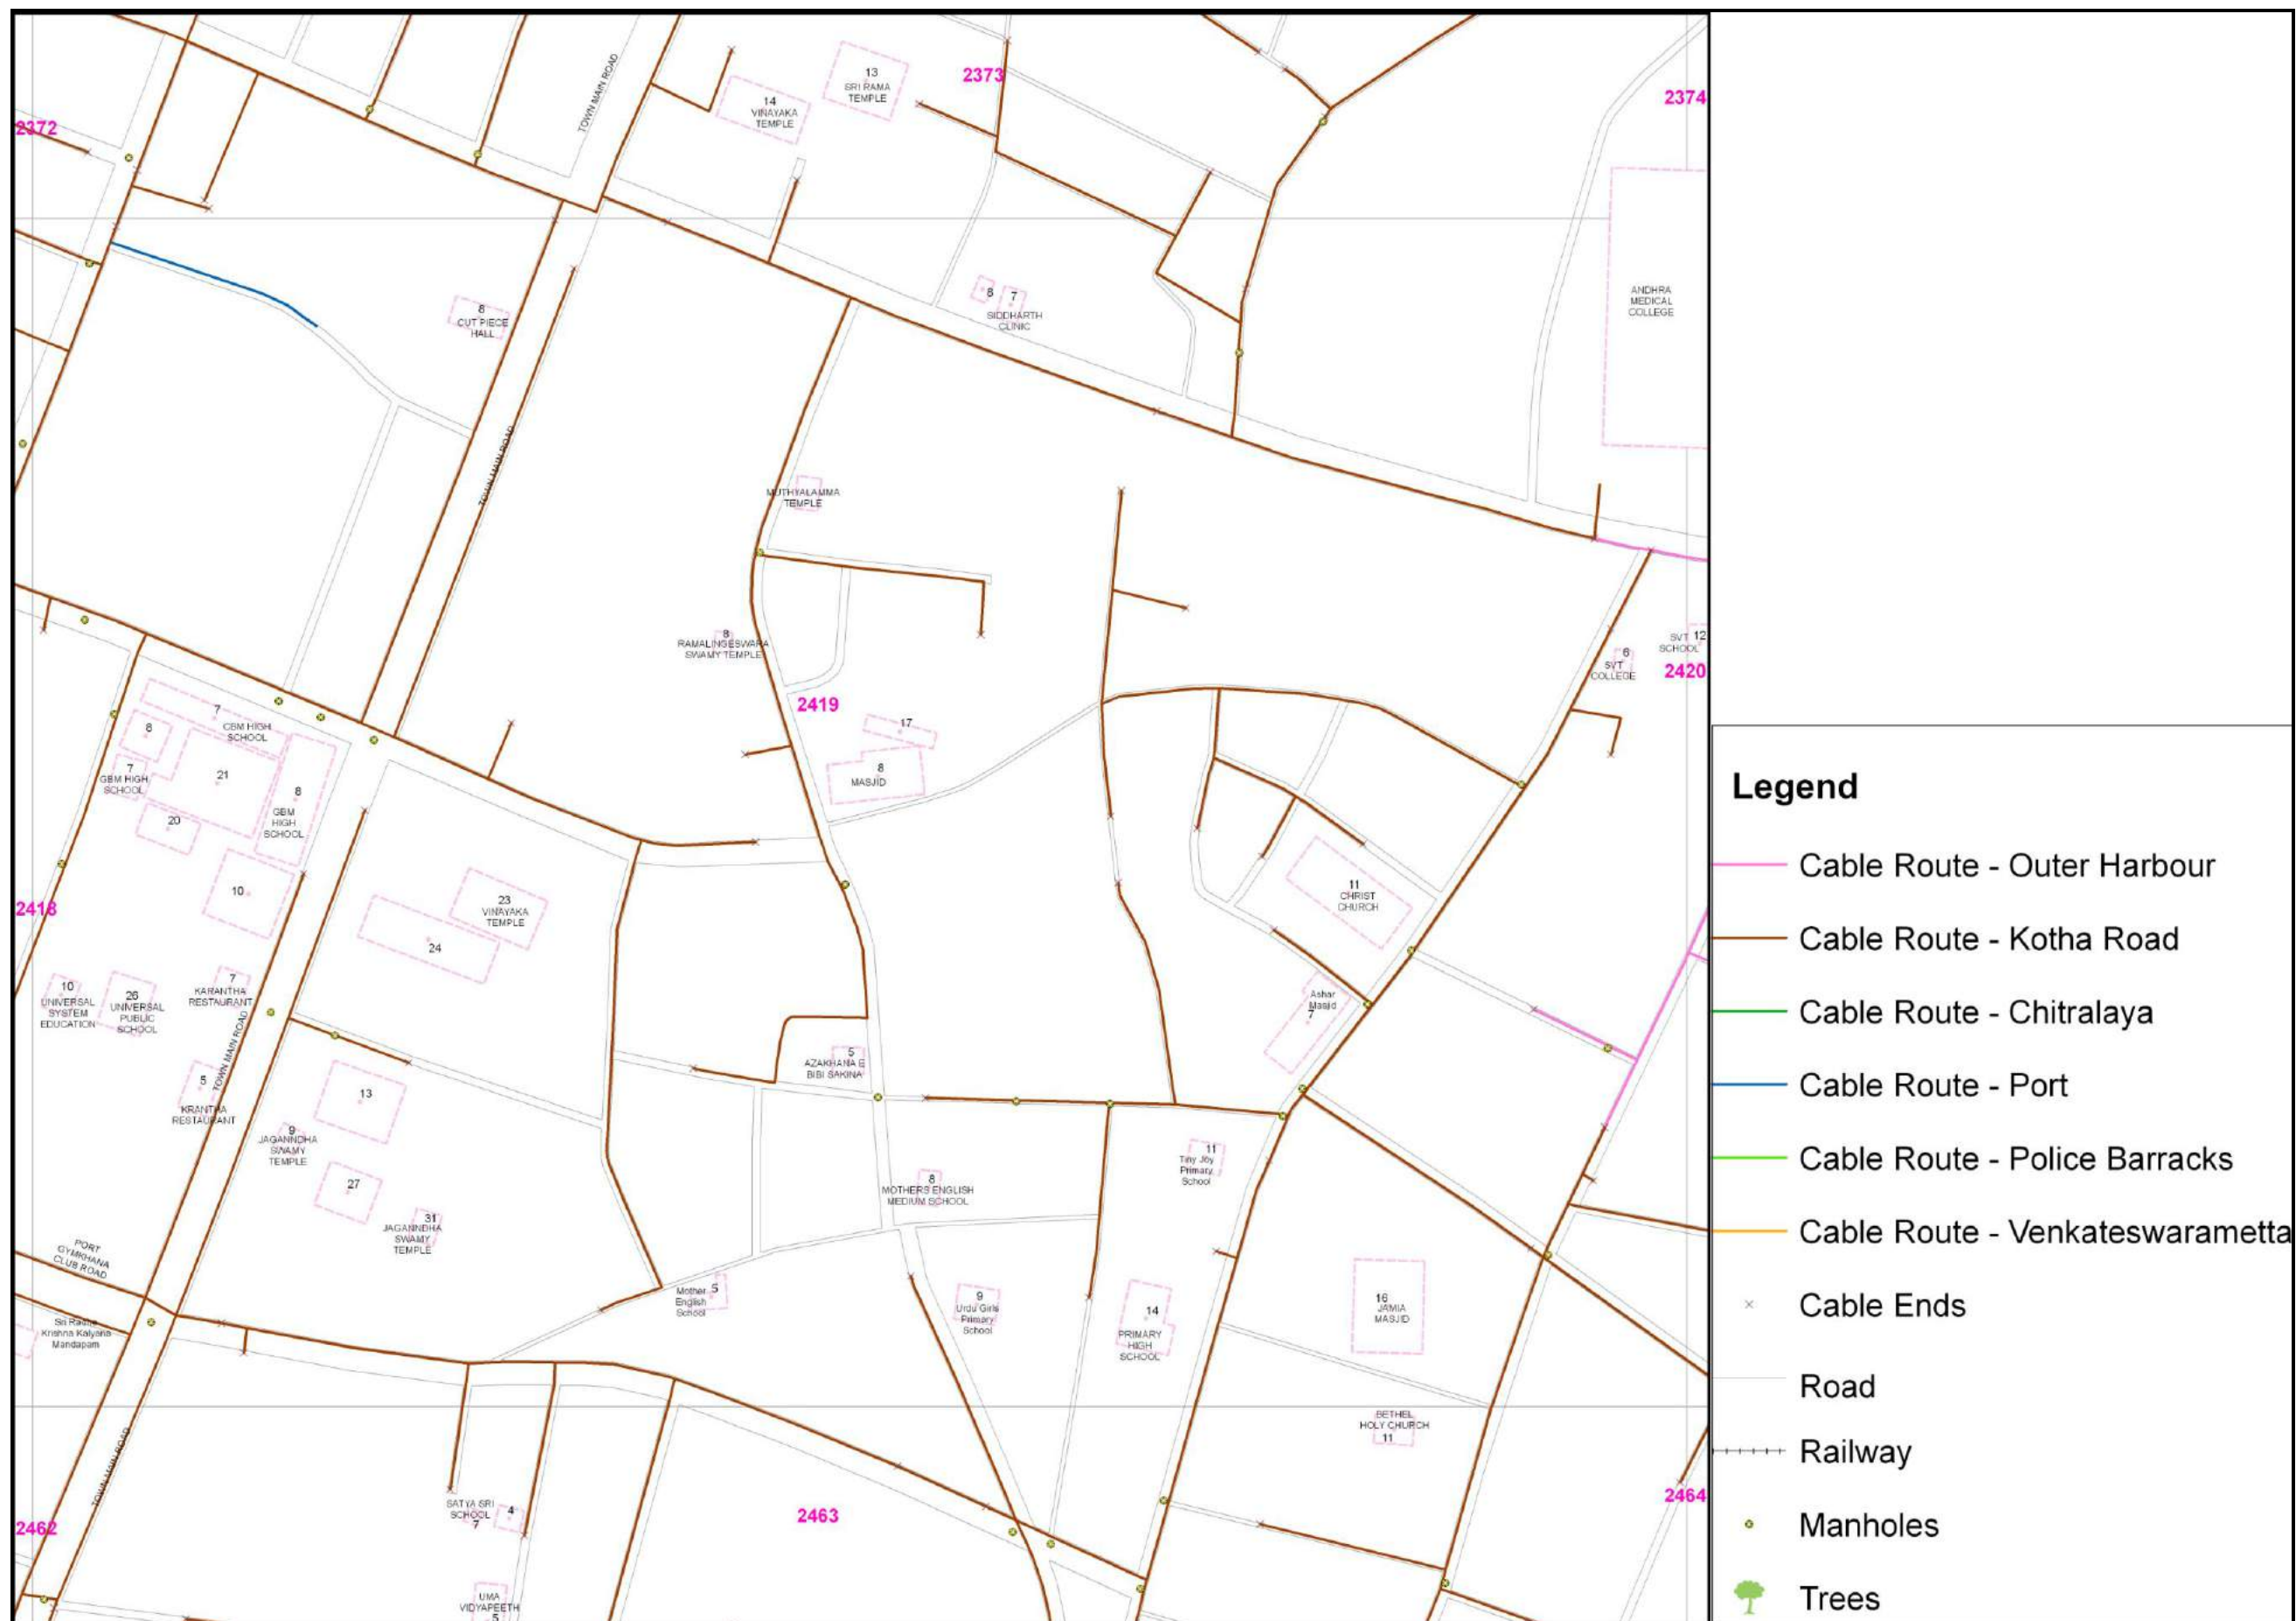 TOWN MAIN ROAD
2373
13
SRI RAMA
TEMPLE
2374
14
VINAYAKA
TEMPLE
2372
8
CUT PIECE
HALL
8
7
SIDDHARTH
CLINIC
ANDHRA
MEDICAL
COLLEGE
TOWN MAIN ROAD
MUTHYALAMMA
TEMPLE
8
RAMALINGESWARA
SWAMY TEMPLE
SVT 12
SCHOOL
6
SVT
COLLEGE
2420
2419
7
CBM HIGH
SCHOOL
8
7
GBM HIGH
SCHOOL
21
8
GBM
HIGH
SCHOOL
20
17
8
MASJID
10
23
VINAYAKA
TEMPLE
24
11
CHRIST
CHURCH
2418
10
UNIVERSAL
SYSTEM
EDUCATION
26
UNIVERSAL
PUBLIC
SCHOOL
7
KARANTHA
RESTAURANT
TOWN MAIN ROAD
Ashar
Masjid
7
5
AZAKHANA E
BIBI SAKINA
5
KRANTHA
RESTAURANT
13
9
JAGANNDHA
SWAMY
TEMPLE
11
Tiny Joy
Primary
School
27
8
MOTHERS ENGLISH
MEDIUM SCHOOL
31
JAGANNDHA
SWAMY
TEMPLE
PORT
GYMKHANA
CLUB ROAD
Mother
English
School
5
9
Urdu Girls
Primary
School
14
PRIMARY
HIGH
SCHOOL
16
JAMIA
MASJID
Sri Radha
Krishna Kalyana
Mandapam
BETHEL
HOLY CHURCH
11
TOWN MAIN ROAD
SATYA SRI
SCHOOL
7
4
2462
2463
2464
UMA
VIDYAPEETH
5
Legend
Cable Route - Outer Harbour
Cable Route - Kotha Road
Cable Route - Chitralaya
Cable Route - Port
Cable Route - Police Barracks
Cable Route - Venkateswarametta
Cable Ends
Road
Railway
Manholes
Trees